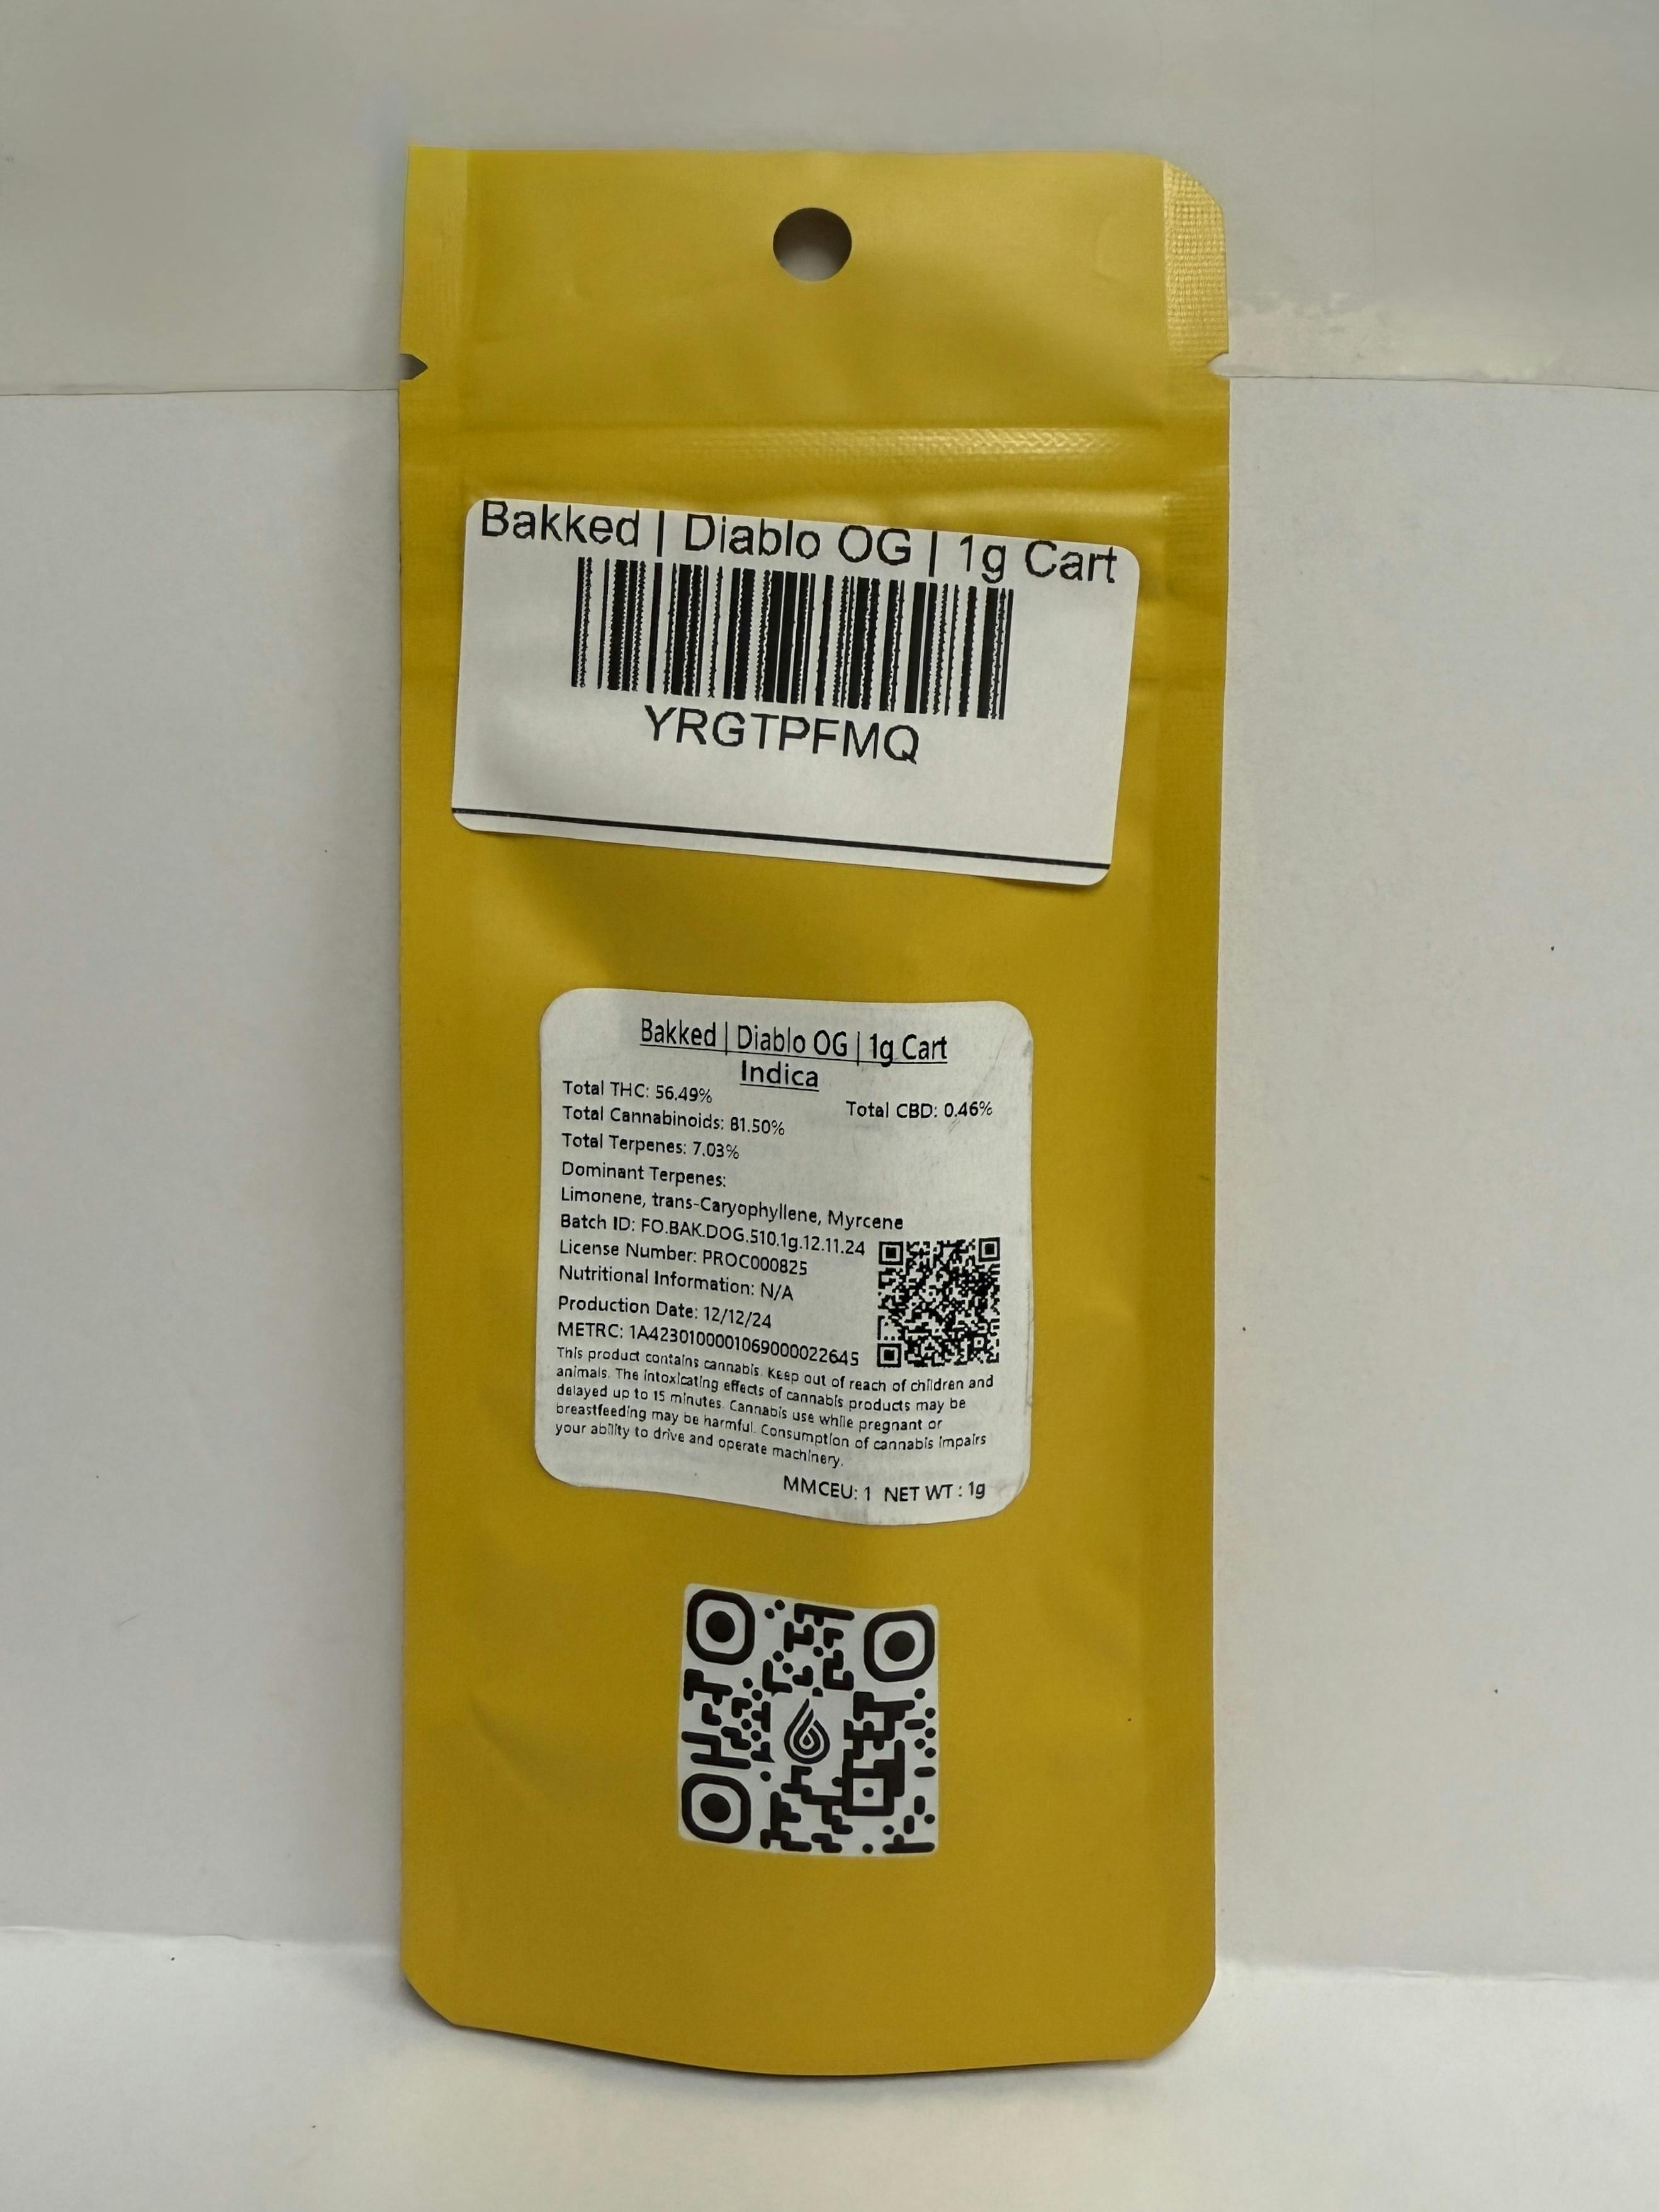 Bakked | Diablo OG | 1g Cart
YRGTPFMQ
Bakked | Diablo OG | 1g Cart
Indica
Total THC: 56.49%
Total CBD: 0.46%
Total Cannabinoids: 81.50%
Total Terpenes: 7.03%
Dominant Terpenes:
Limonene, trans-Caryophyllene, Myrcene
Batch ID: FO.BAK.DOG.510.1g.12.11.24
License Number: PROC000825
Nutritional Information: N/A
Production Date: 12/12/24
METRC: 1A4230100001069000022645
This product contains cannabis. Keep out of reach of children and
animals. The intoxicating effects of cannabis products may be
delayed up to 15 minutes. Cannabis use while pregnant or
breastfeeding may be harmful. Consumption of cannabis impairs
your ability to drive and operate machinery.
MMCEU: 1 NET WT : 1g